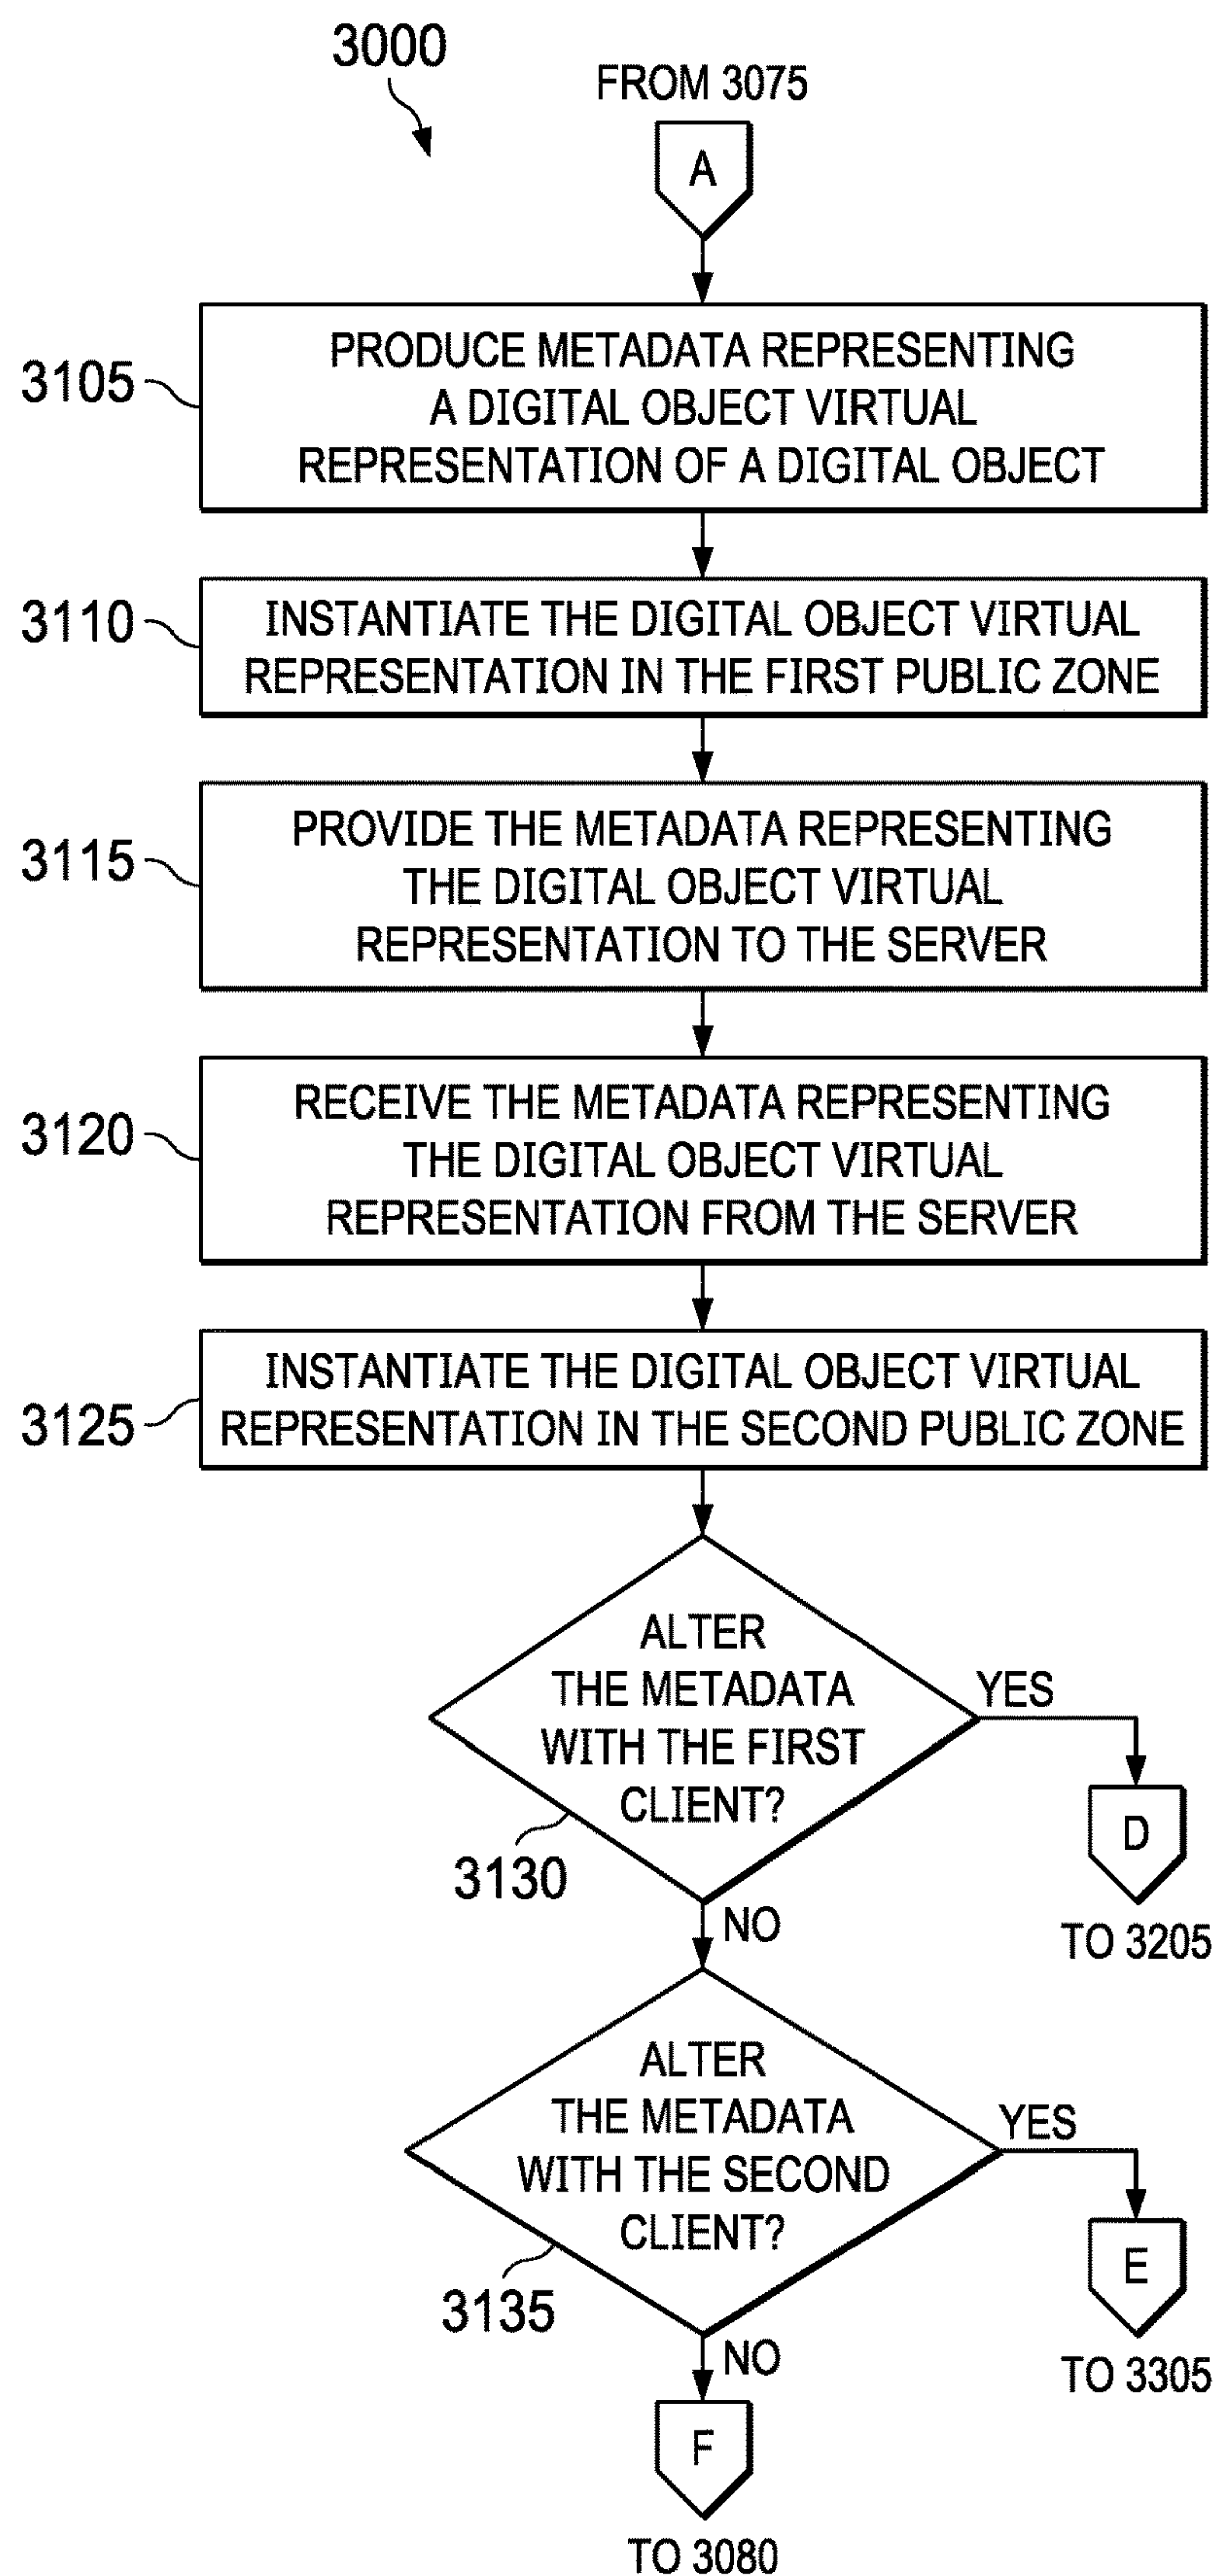 3000
FROM 3075
A
3105
PRODUCE METADATA REPRESENTING
A DIGITAL OBJECT VIRTUAL
REPRESENTATION OF A DIGITAL OBJECT
3110
INSTANTIATE THE DIGITAL OBJECT VIRTUAL
REPRESENTATION IN THE FIRST PUBLIC ZONE
3115
PROVIDE THE METADATA REPRESENTING
THE DIGITAL OBJECT VIRTUAL
REPRESENTATION TO THE SERVER
3120
RECEIVE THE METADATA REPRESENTING
THE DIGITAL OBJECT VIRTUAL
REPRESENTATION FROM THE SERVER
3125
INSTANTIATE THE DIGITAL OBJECT VIRTUAL
REPRESENTATION IN THE SECOND PUBLIC ZONE
ALTER
THE METADATA
WITH THE FIRST
CLIENT?
3130
YES
D
TO 3205
NO
ALTER
THE METADATA
WITH THE SECOND
CLIENT?
3135
YES
E
TO 3305
NO
F
TO 3080